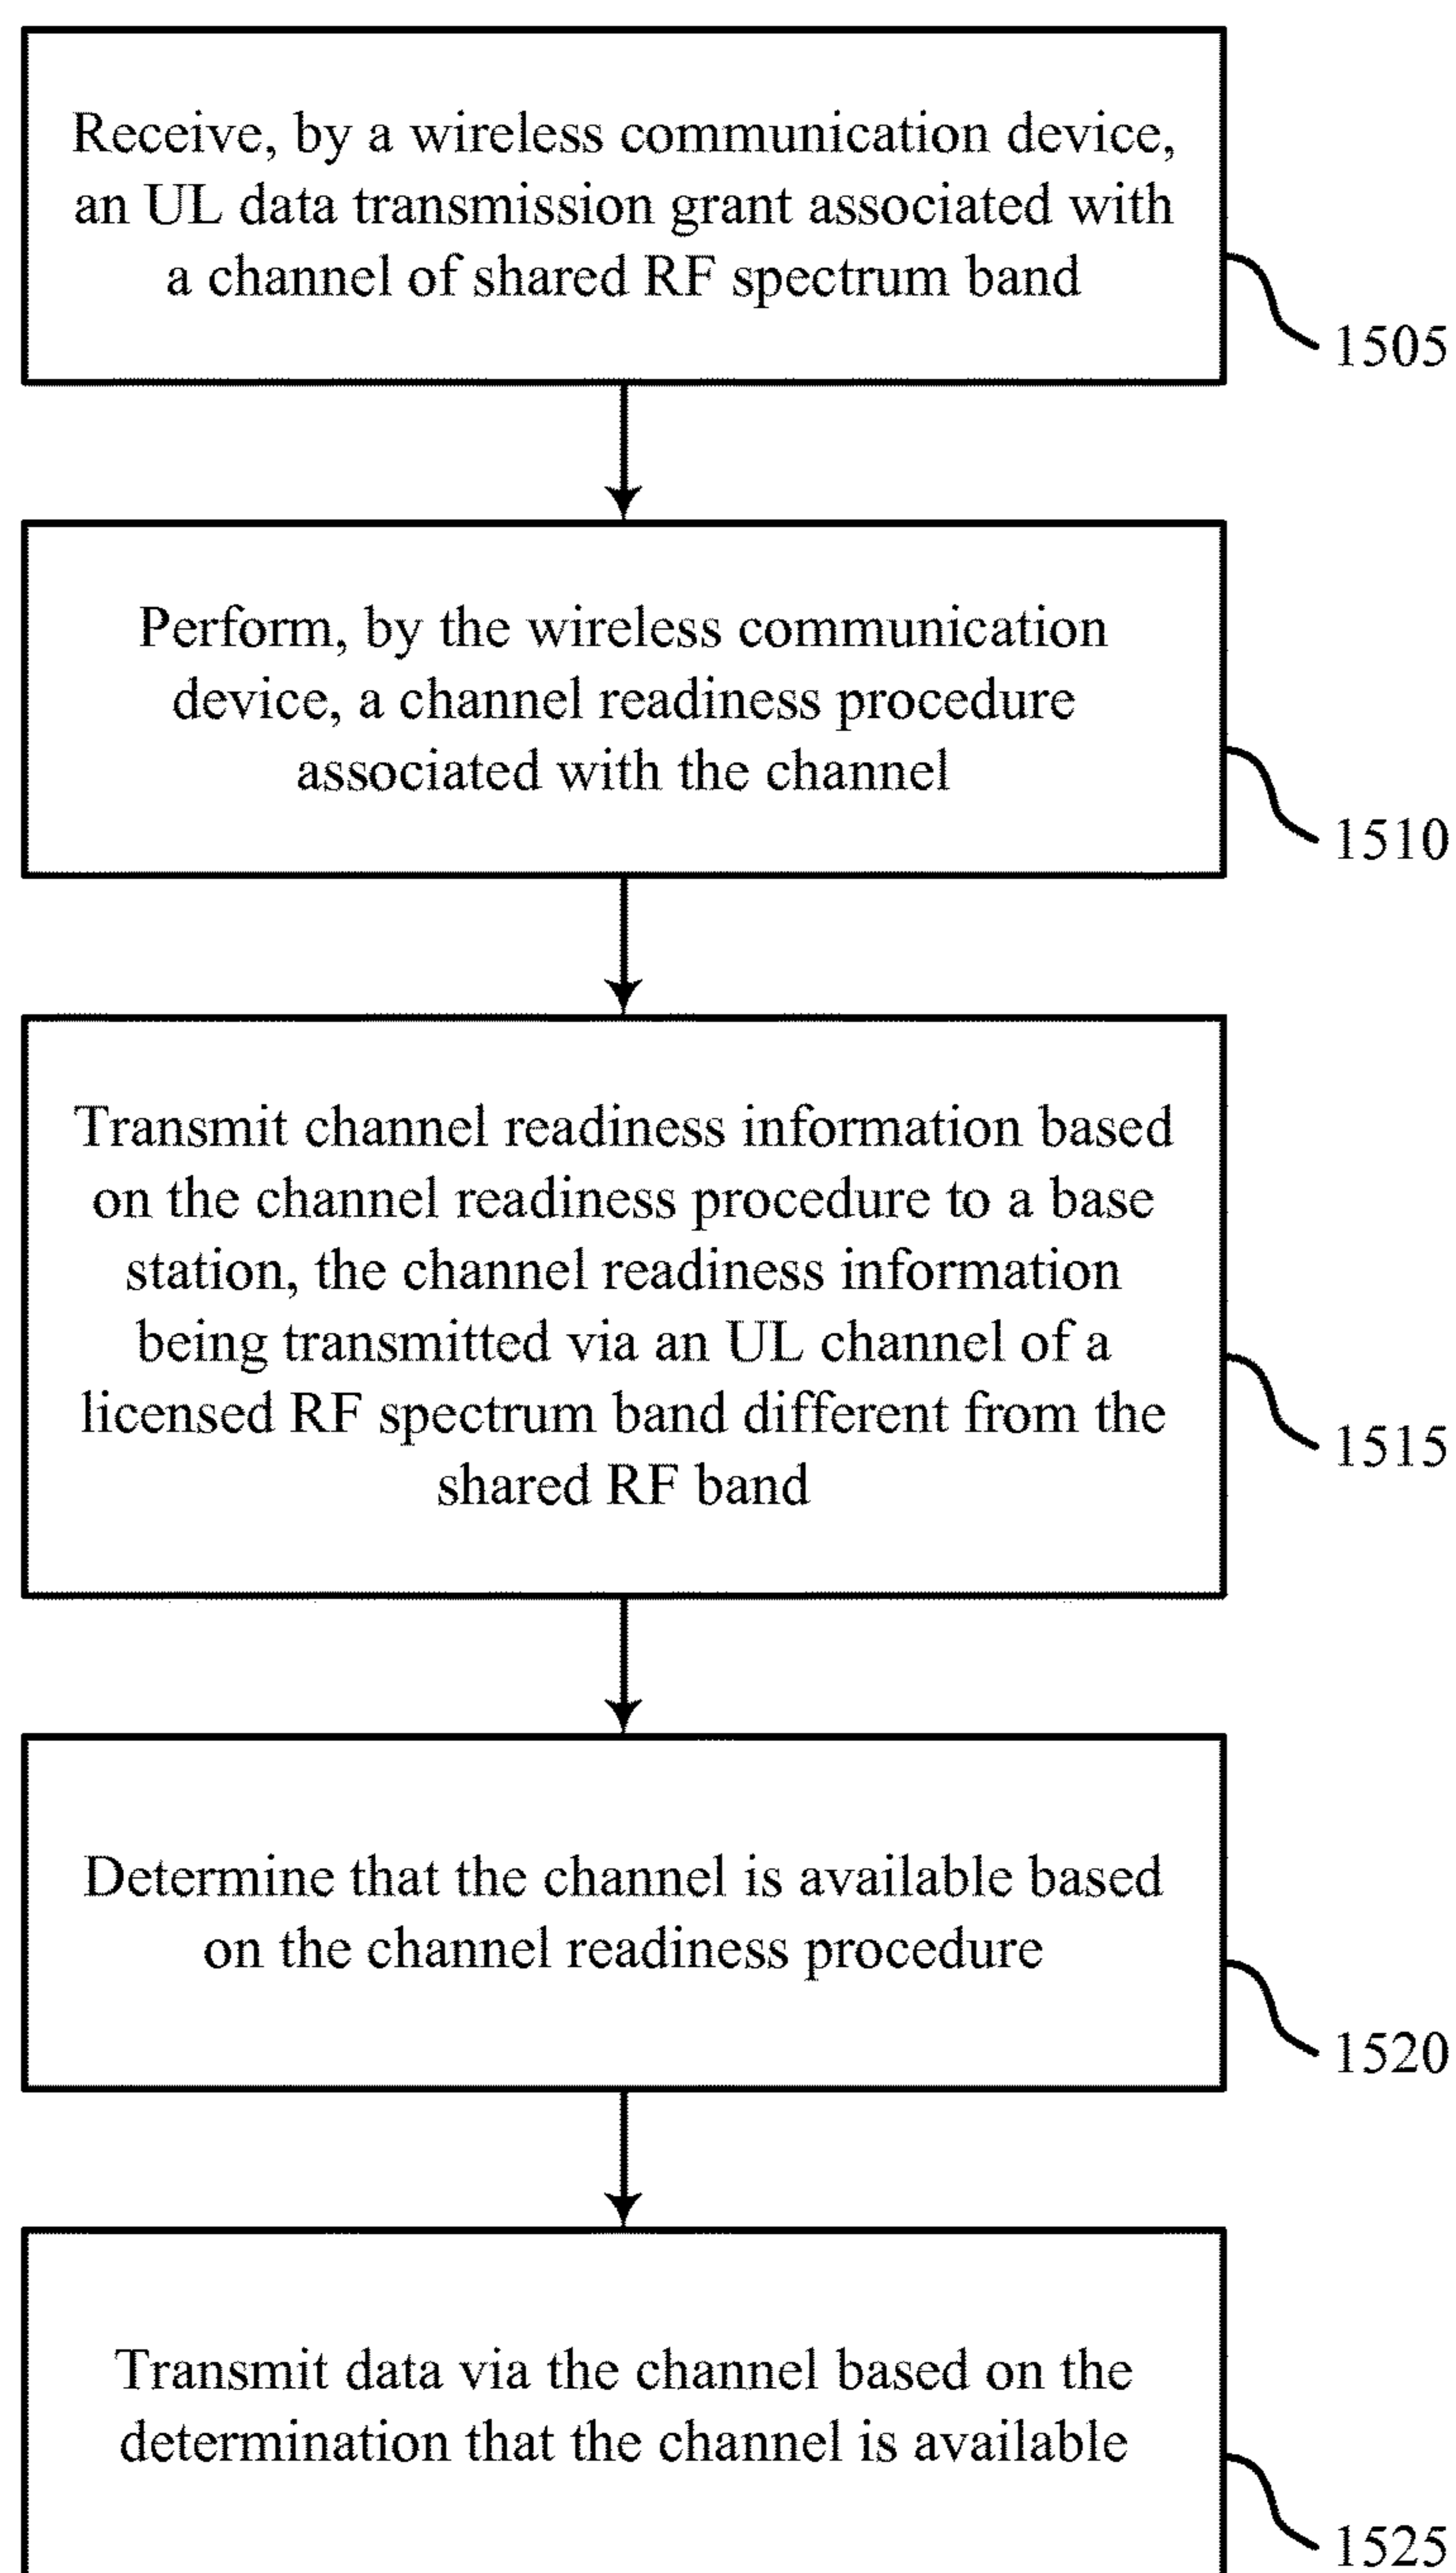 Receive, by a wireless communication device,
an UL data transmission grant associated with
a channel of shared RF spectrum band
1505
Perform, by the wireless communication
device, a channel readiness procedure
associated with the channel
1510
Transmit channel readiness information based
on the channel readiness procedure to a base
station, the channel readiness information
being transmitted via an UL channel of a
licensed RF spectrum band different from the
shared RF band
1515
Determine that the channel is available based
on the channel readiness procedure
1520
Transmit data via the channel based on the
determination that the channel is available
1525